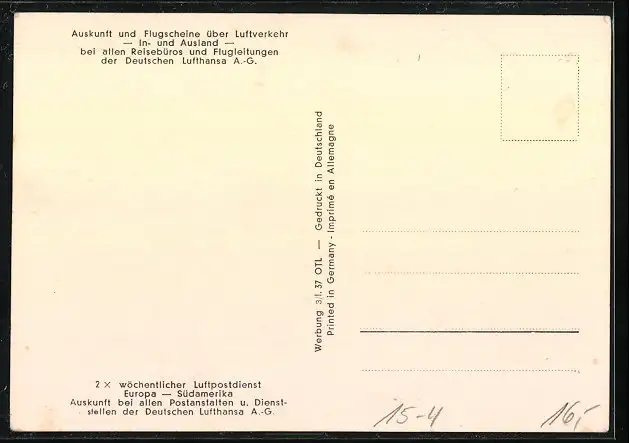 Auskunft und Flugscheine über Luftverkehr
— In- und Ausland —
bei allen Reisebüros und Flugleitungen
der Deutschen Lufthansa A.-G.
Werbung 3/I. 37 OTL — Gedruckt in Deutschland
Printed in Germany - Imprimé en Allemagne
2 × wöchentlicher Luftpostdienst
Europa — Südamerika
Auskunft bei allen Postanstalten u. Dienst-
stellen der Deutschen Lufthansa A.-G.
15-4
16,-